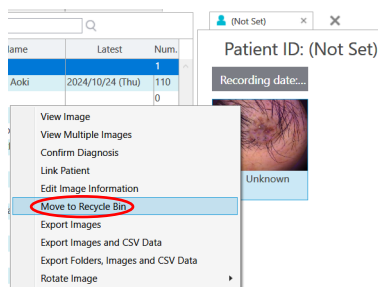 (Not Set) ×
Patient ID: (Not Set)
Name Latest Num.
1
Aoki 2024/10/24 (Thu) 110
0
Recording date:...
Unknown
View Image
View Multiple Images
Confirm Diagnosis
Link Patient
Edit Image Information
Move to Recycle Bin
Export Images
Export Images and CSV Data
Export Folders, Images and CSV Data
Rotate Image